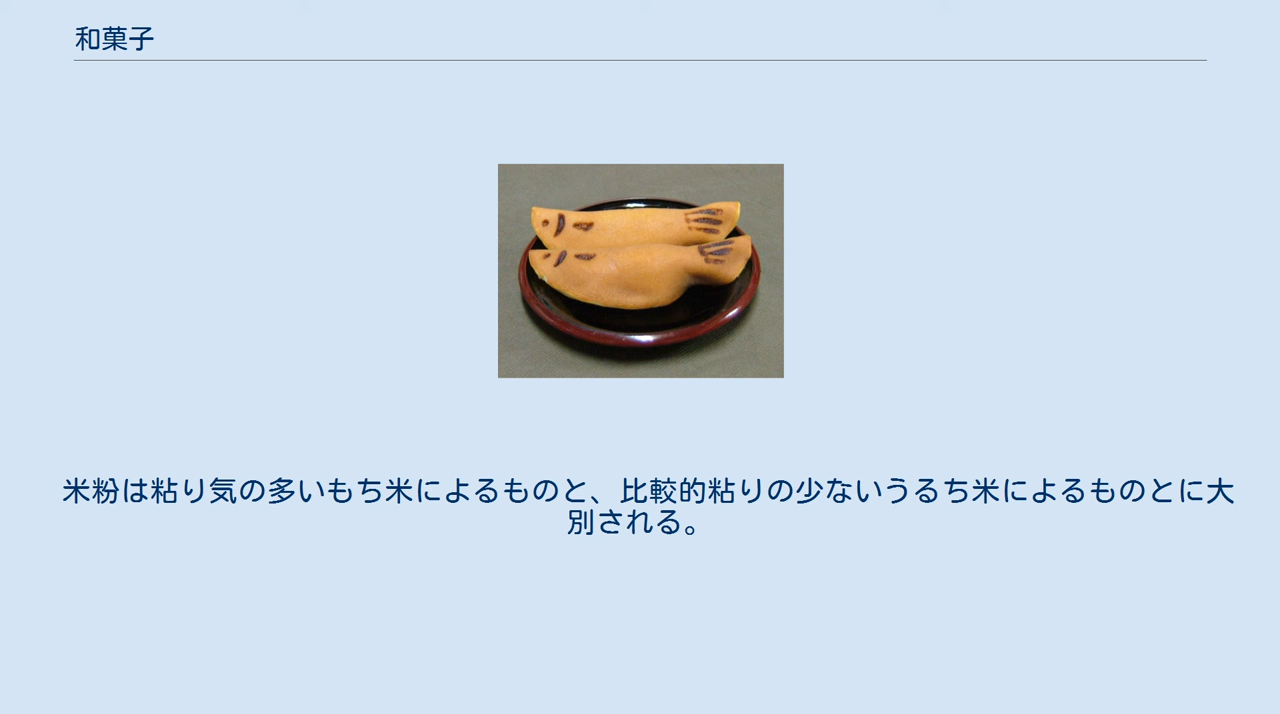 和菓子
米粉は粘り気の多いもち米によるものと、比較的粘りの少ないうるち米によるものとに大
別される。